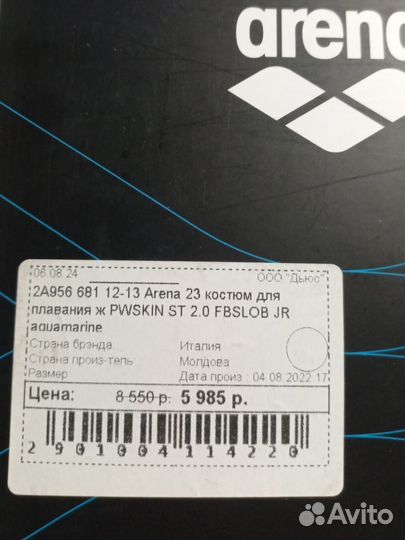 arena
06.08.24
ООО "Дьюс"
2A956 681 12-13 Arena 23 костюм для
плавания ж PWSKIN ST 2.0 FBSLOB JR
aquamarine
Страна брэнда Италия
Страна произ-тель Молдова
Размер Дата произ : 04 08 2022 17
Цена: 8 550 р. 5 985 р.
2901004114220
Avito